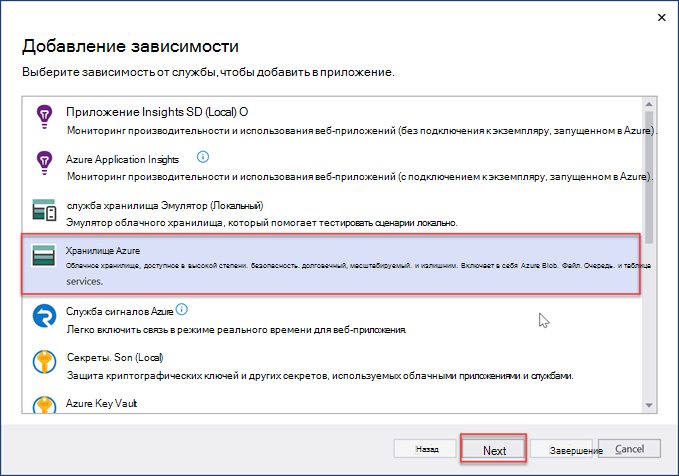 Добавление зависимости
Выберите зависимость от службы, чтобы добавить в приложение.
Приложение Insights SD (Local) O
Мониторинг производительности и использования веб-приложений (без подключения к экземпляру, запущенном в Azure).
Azure Application Insights
Мониторинг производительности и использования веб-приложений (с подключением к экземпляру, запущенном в Azure).
служба хранилища Эмулятор (Локальный)
Эмулятор облачного хранилища, который помогает тестировать сценарии локально.
Хранилище Azure
Облачное хранилище, доступное в высокой степени. безопасность. долговечный, масштабируемый. и излишним. Включает в себя Azure Blob. Файл. Очередь. и таблица
services.
Служба сигналов Azure
Легко включить связь в режиме реального времени для веб-приложения.
Секреты. Son (Local)
Защита криптографических ключей и других секретов, используемых облачными приложениями и службами.
Azure Key Vault
Назад
Next
Завершение
Cancel